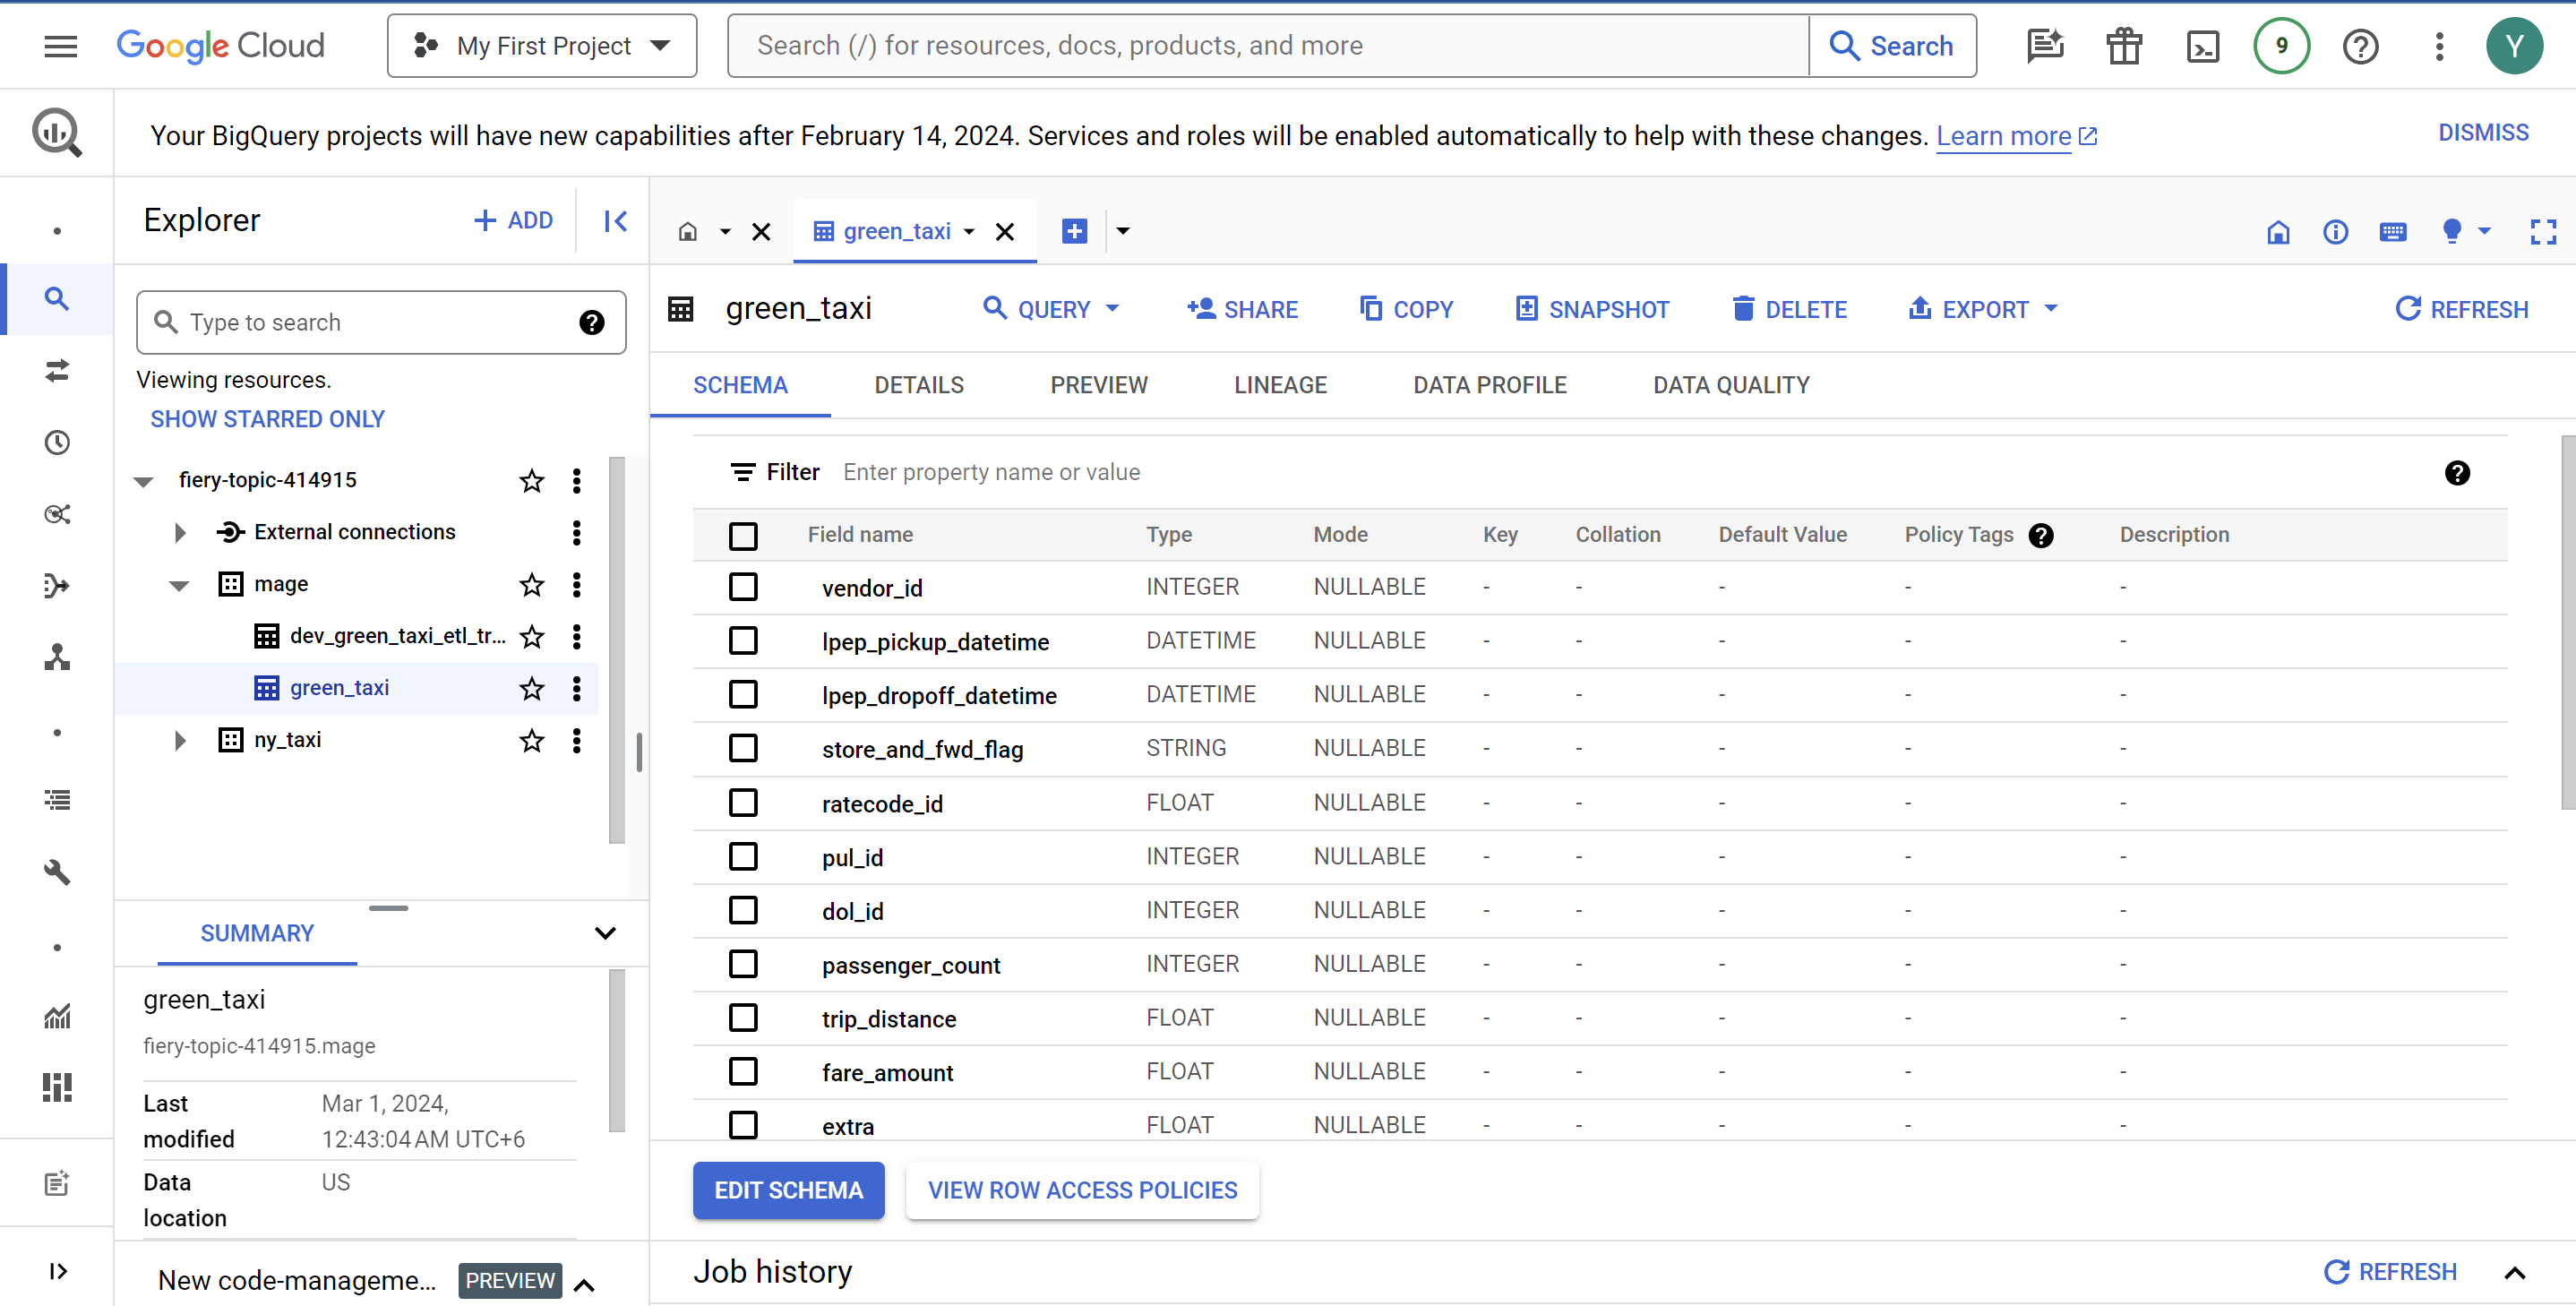 Google Cloud
My First Project
Search (/) for resources, docs, products, and more
Search
9
Y
Your BigQuery projects will have new capabilities after February 14, 2024. Services and roles will be enabled automatically to help with these changes. Learn more
DISMISS
Explorer
ADD
Type to search
Viewing resources.
SHOW STARRED ONLY
fiery-topic-414915
External connections
mage
dev_green_taxi_etl_tr...
green_taxi
ny_taxi
SUMMARY
green_taxi
fiery-topic-414915.mage
Last modified Mar 1, 2024, 12:43:04 AM UTC+6
Data location US
New code-manageme... PREVIEW
green_taxi
green_taxi
QUERY SHARE COPY SNAPSHOT DELETE EXPORT REFRESH
SCHEMA DETAILS PREVIEW LINEAGE DATA PROFILE DATA QUALITY
Filter Enter property name or value
Field name Type Mode Key Collation Default Value Policy Tags Description
vendor_id INTEGER NULLABLE - - - - -
lpep_pickup_datetime DATETIME NULLABLE - - - - -
lpep_dropoff_datetime DATETIME NULLABLE - - - - -
store_and_fwd_flag STRING NULLABLE - - - - -
ratecode_id FLOAT NULLABLE - - - - -
pul_id INTEGER NULLABLE - - - - -
dol_id INTEGER NULLABLE - - - - -
passenger_count INTEGER NULLABLE - - - - -
trip_distance FLOAT NULLABLE - - - - -
fare_amount FLOAT NULLABLE - - - - -
extra FLOAT NULLABLE - - - - -
EDIT SCHEMA VIEW ROW ACCESS POLICIES
Job history REFRESH